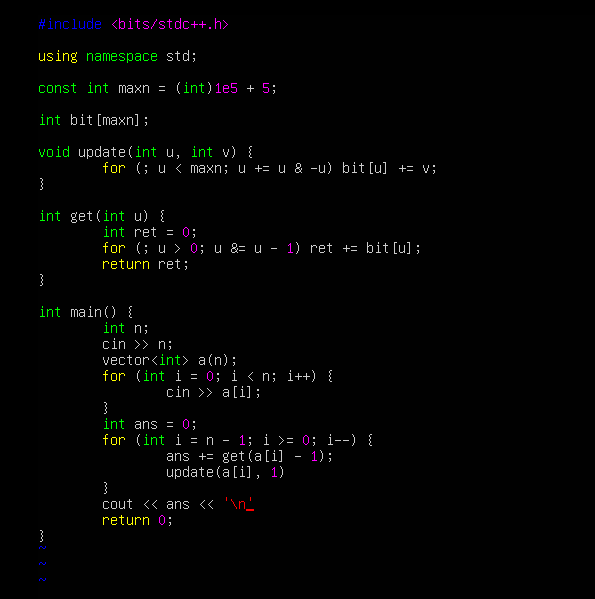 #include <bits/stdc++.h>
using namespace std;
const int maxn = (int)1e5 + 5;
int bit[maxn];
void update(int u, int v) {
for (; u < maxn; u += u & -u) bit[u] += v;
}
int get(int u) {
int ret = 0;
for (; u > 0; u &= u - 1) ret += bit[u];
return ret;
}
int main() {
int n;
cin >> n;
vector<int> a(n);
for (int i = 0; i < n; i++) {
cin >> a[i];
}
int ans = 0;
for (int i = n - 1; i >= 0; i--) {
ans += get(a[i] - 1);
update(a[i], 1)
}
cout << ans << '\n'
return 0;
}
~
~
~